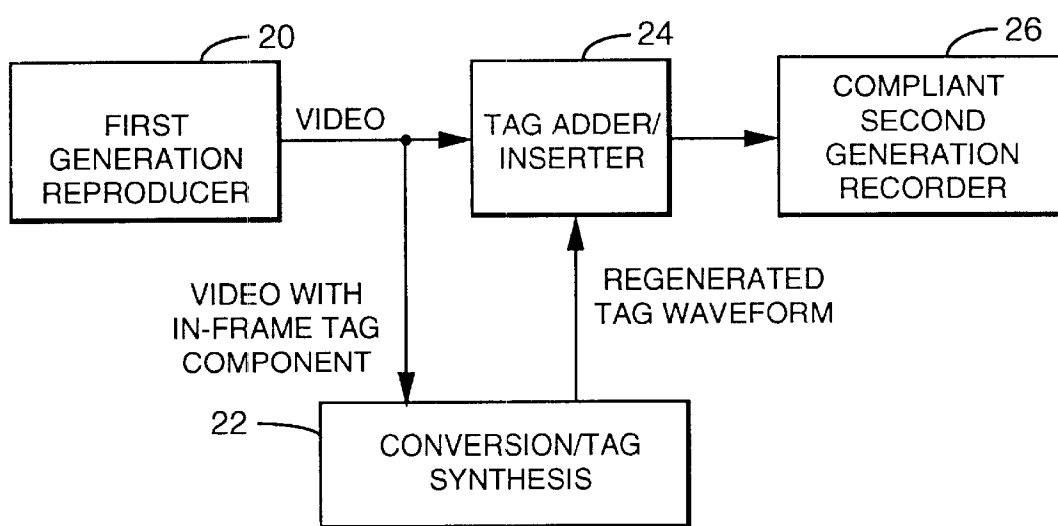 20
FIRST
GENERATION
REPRODUCER
VIDEO
24
TAG ADDER/
INSERTER
26
COMPLIANT
SECOND
GENERATION
RECORDER
VIDEO WITH
IN-FRAME TAG
COMPONENT
REGENERATED
TAG WAVEFORM
22
CONVERSION/TAG
SYNTHESIS